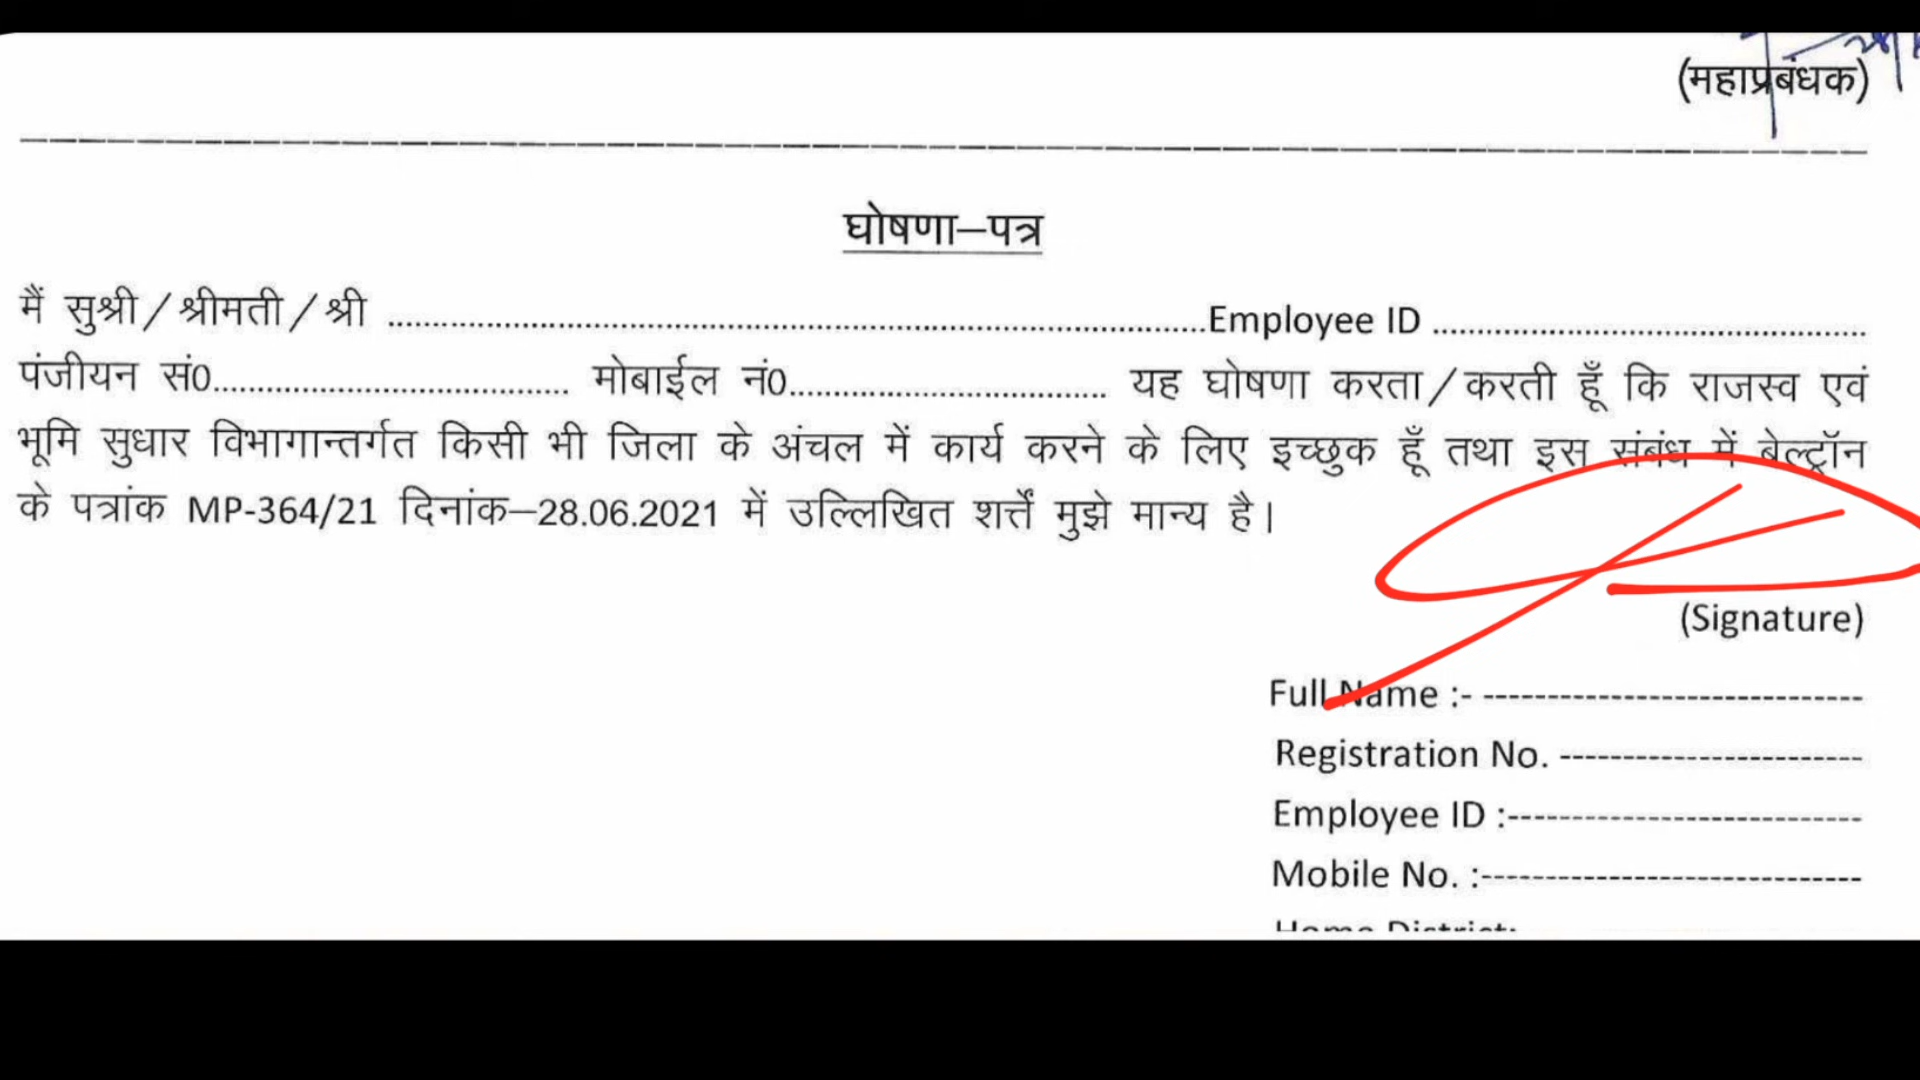 (महाप्रबंधक)
घोषणा–पत्र
मैं सुश्री/श्रीमती/श्री ............................................................Employee ID ................................
पंजीयन सं0.............................. मोबाईल नं0.............................. यह घोषणा करता/करती हूँ कि राजस्व एवं
भूमि सुधार विभागान्तर्गत किसी भी जिला के अंचल में कार्य करने के लिए इच्छुक हूँ तथा इस संबंध में बेल्ट्रॉन
के पत्रांक MP-364/21 दिनांक–28.06.2021 में उल्लिखित शर्त्तें मुझे मान्य है।
(Signature)
Full Name :- ------------------------------
Registration No. ------------------------
Employee ID :----------------------------
Mobile No. :------------------------------
Home District: